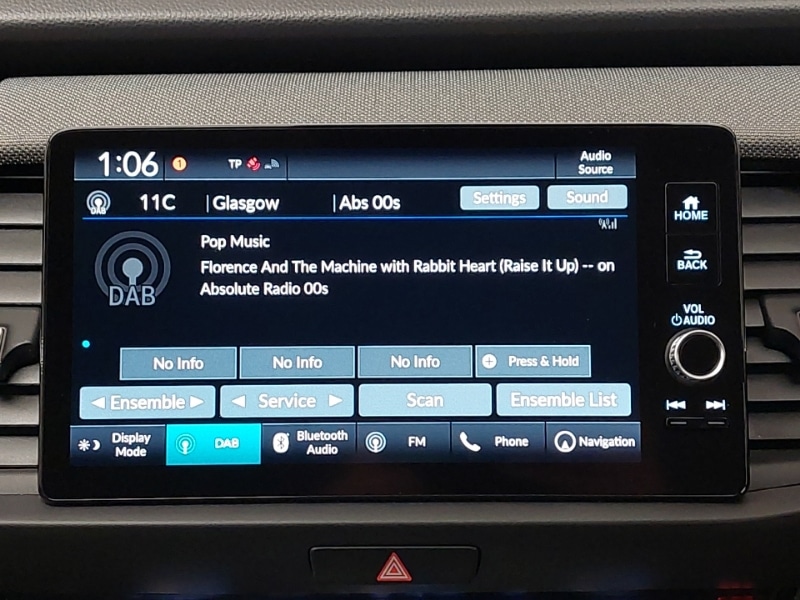 1:06 1 TP Audio
Source
DAB 11C Glasgow Abs 00s Settings Sound
HOME
Pop Music
Florence And The Machine with Rabbit Heart (Raise It Up) -- on
Absolute Radio 00s
DAB
BACK
VOL
AUDIO
No Info No Info No Info Press & Hold
Ensemble Service Scan Ensemble List
Display
Mode
DAB
Bluetooth
Audio
FM
Phone
Navigation